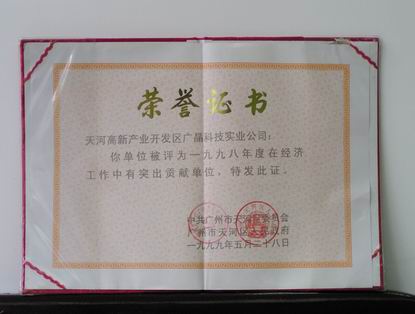 荣誉证书
天河高新产业开发区广晶科技实业公司：
你单位被评为一九九八年度在经济
工作中有突出贡献单位，特发此证。
中共广州市天河区委员会
广州市天河区人民政府
一九九九年五月二十八日